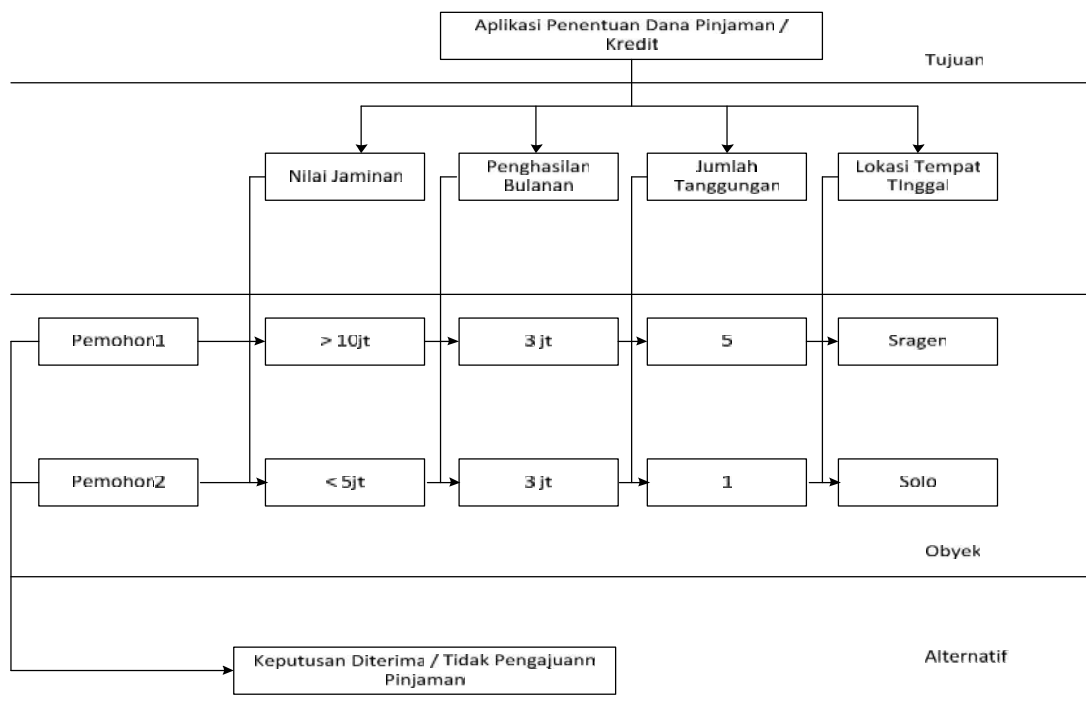 Aplikasi Penentuan Dana Pinjaman /
Kredit
Tujuan
Nilai Jaminan
Penghasilan
Bulanan
Jumlah
Tanggungan
Lokasi Tempat
TInggal
Pemohon1
> 10jt
3 jt
5
Sragen
Pemohon2
< 5jt
3 jt
1
Solo
Obyek
Keputusan Diterima / Tidak Pengajuann
Pinjaman
Alternatif